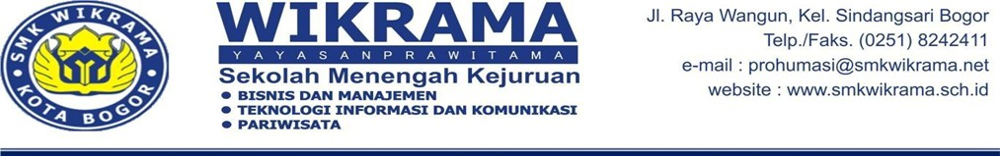 SMK WIKRAMA
KOTA BOGOR
WIKRAMA
YAYASANPRAWITAMA
Sekolah Menengah Kejuruan
• BISNIS DAN MANAJEMEN
• TEKNOLOGI INFORMASI DAN KOMUNIKASI
• PARIWISATA
Jl. Raya Wangun, Kel. Sindangsari Bogor
Telp./Faks. (0251) 8242411
e-mail : prohumasi@smkwikrama.net
website : www.smkwikrama.sch.id